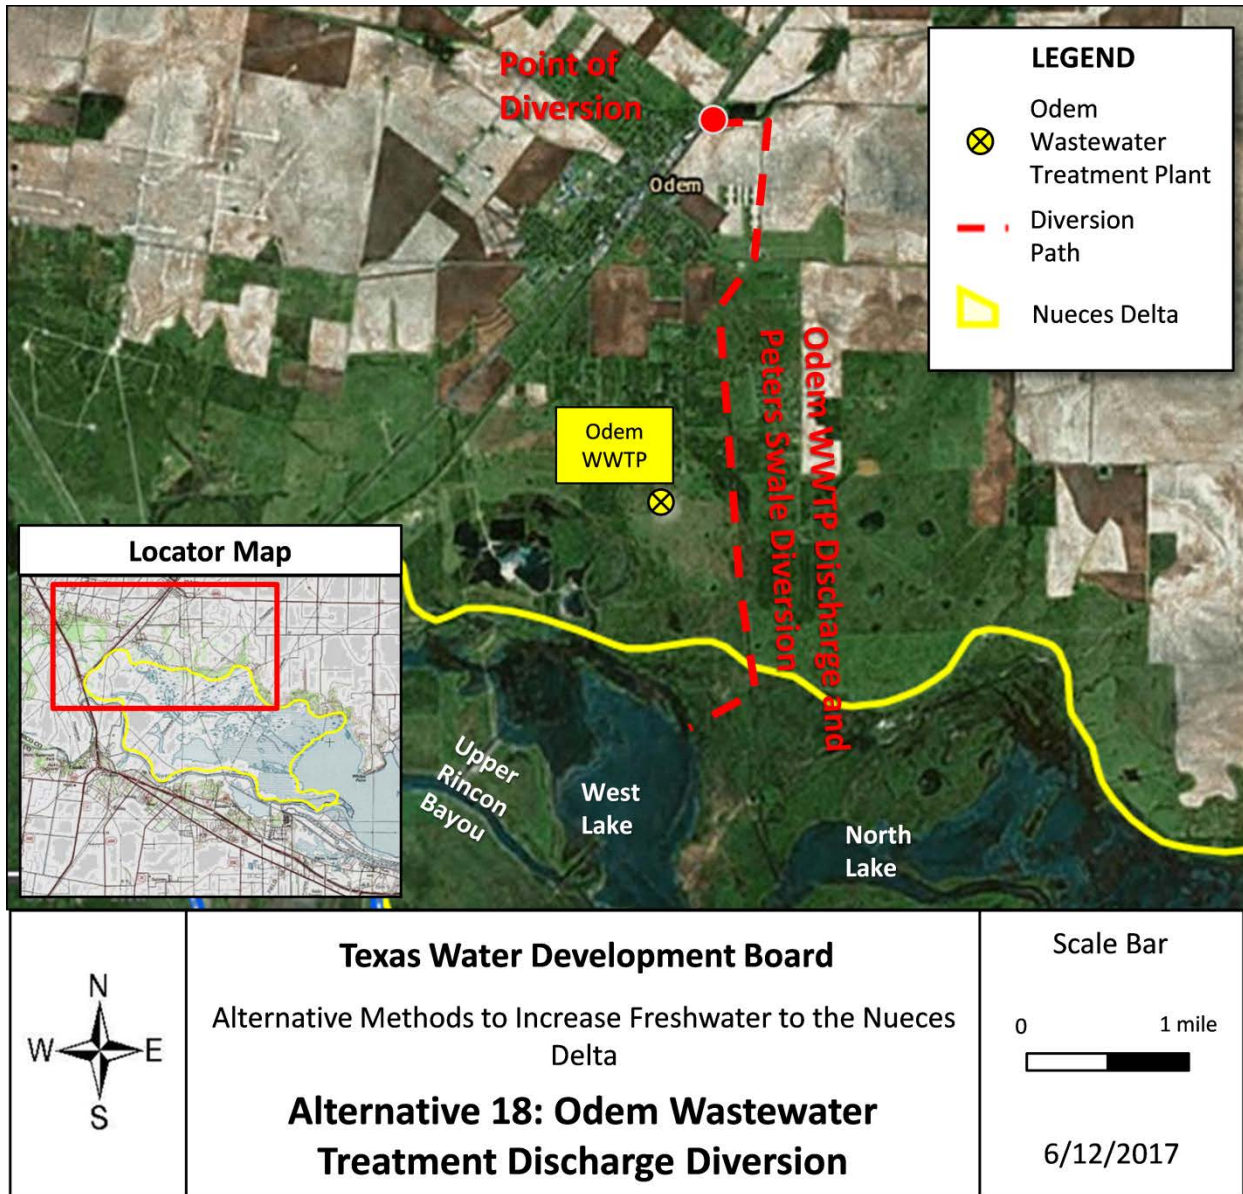 Point of
Diversion
Odem
LEGEND
Odem
Wastewater
Treatment Plant
Diversion
Path
Nueces Delta
Odem WWTP Discharge and
Peters Swale Diversion
Odem
WWTP
Locator Map
Upper
Rincon
Bayou
West
Lake
North
Lake
N
W
E
S
Texas Water Development Board
Alternative Methods to Increase Freshwater to the Nueces
Delta
Alternative 18: Odem Wastewater
Treatment Discharge Diversion
Scale Bar
0 1 mile
6/12/2017